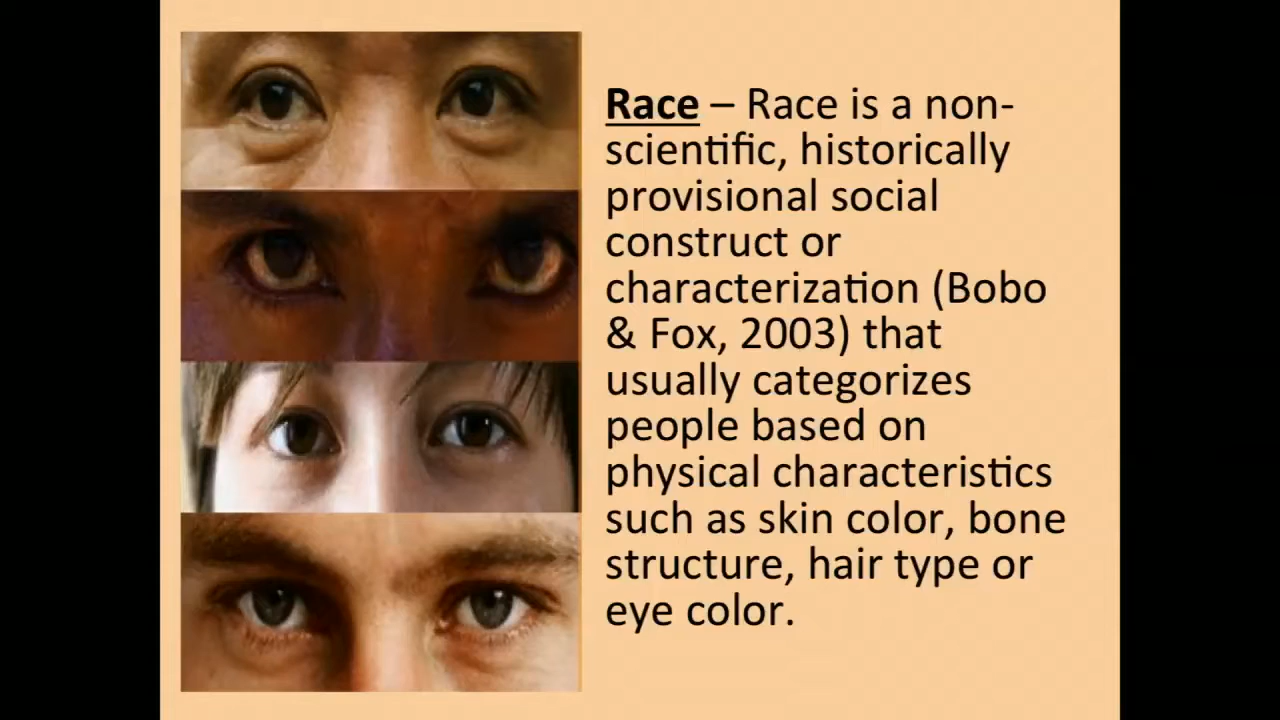 Race – Race is a non-
scientific, historically
provisional social
construct or
characterization (Bobo
& Fox, 2003) that
usually categorizes
people based on
physical characteristics
such as skin color, bone
structure, hair type or
eye color.